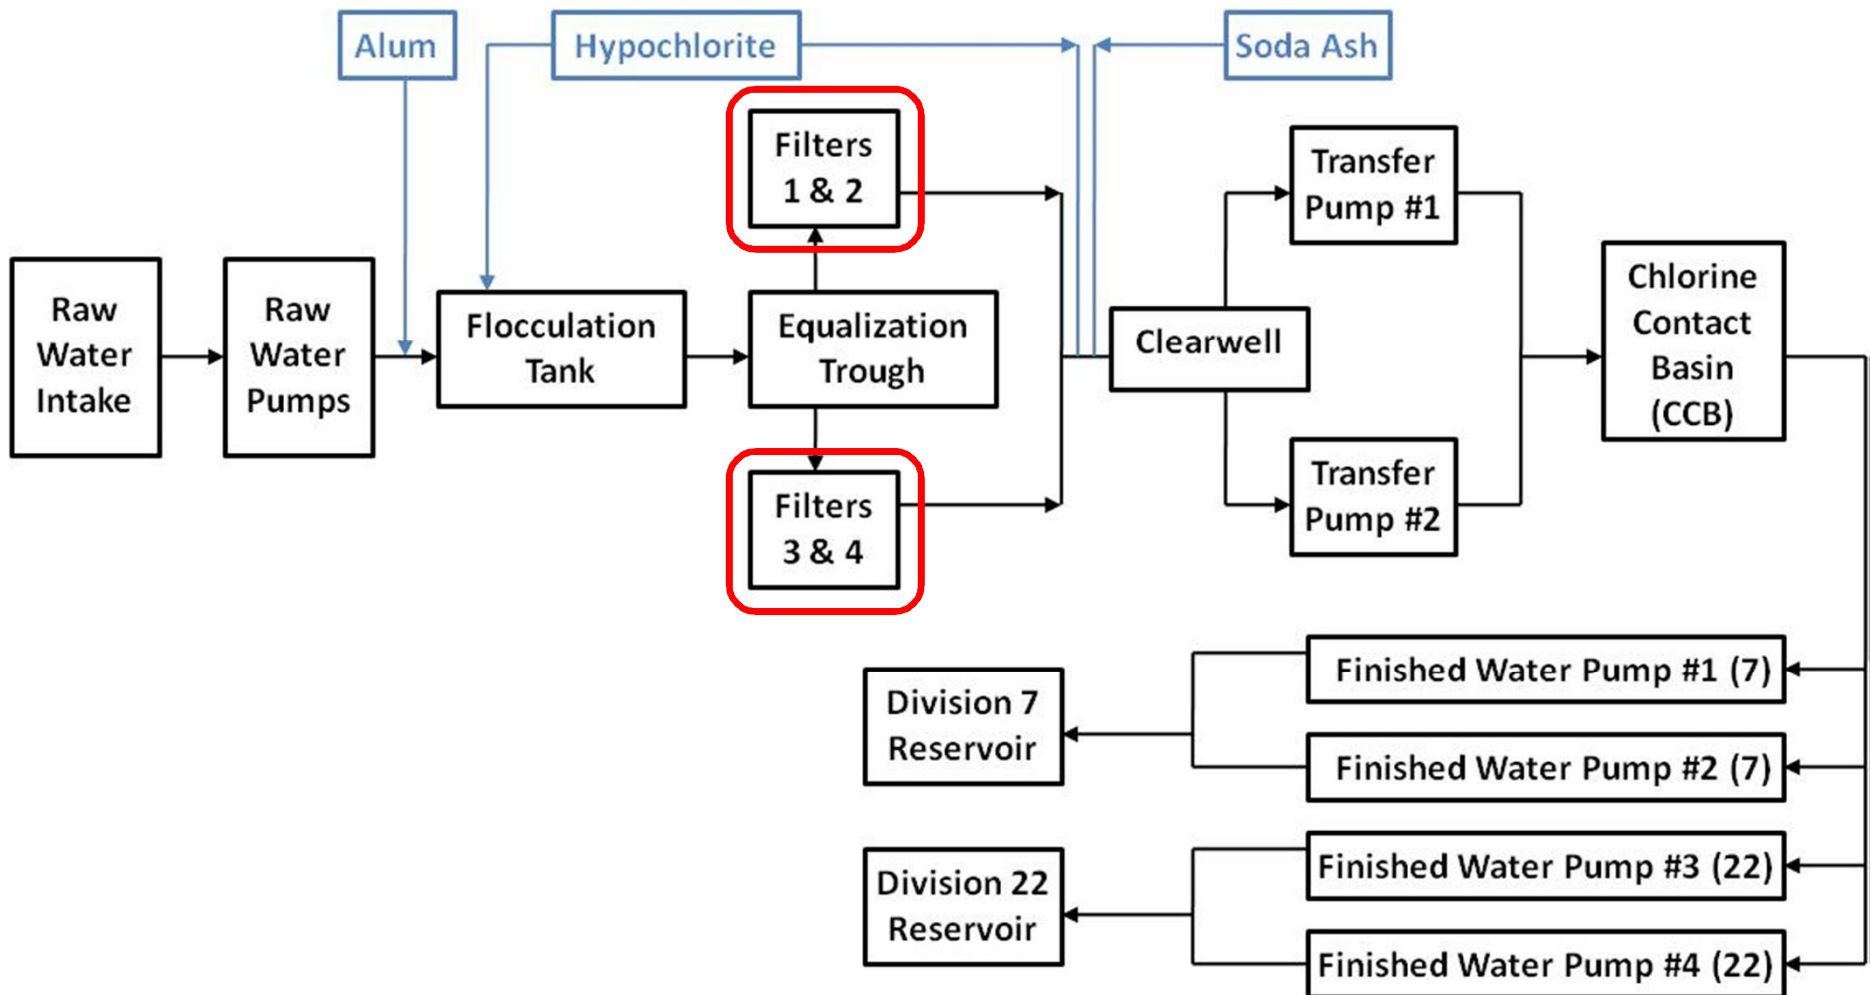 Alum
Hypochlorite
Soda Ash
Filters
1 & 2
Transfer
Pump #1
Raw
Water
Intake
Raw
Water
Pumps
Flocculation
Tank
Equalization
Trough
Clearwell
Chlorine
Contact
Basin
(CCB)
Filters
3 & 4
Transfer
Pump #2
Finished Water Pump #1 (7)
Division 7
Reservoir
Finished Water Pump #2 (7)
Finished Water Pump #3 (22)
Division 22
Reservoir
Finished Water Pump #4 (22)